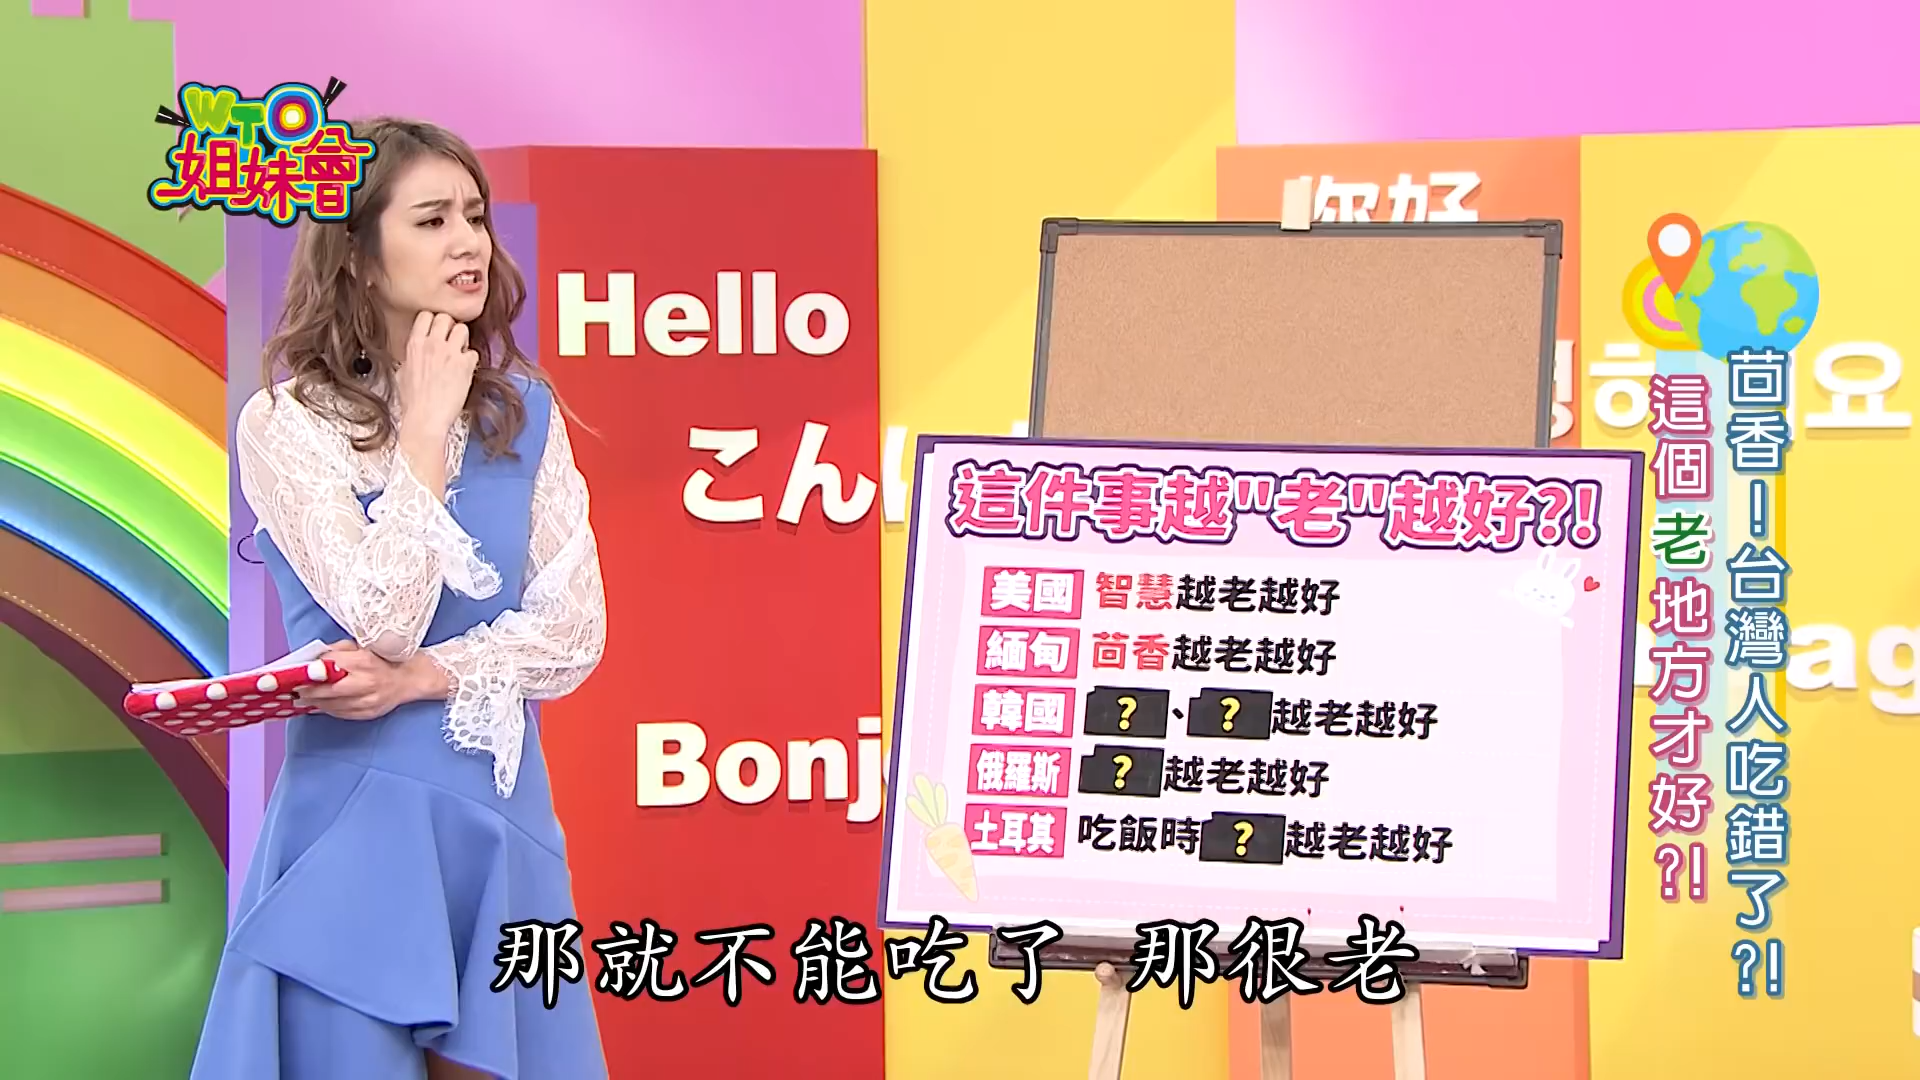 WTO
姐妹會
你好
Hello
こん
Bonj
요
ag
這件事越"老"越好?!
美國 智慧越老越好
緬甸 茴香越老越好
韓國 ?、?越老越好
俄羅斯 ?越老越好
土耳其 吃飯時?越老越好
茴香!台灣人吃錯了?!
這個老地方才好?!
那就不能吃了 那很老